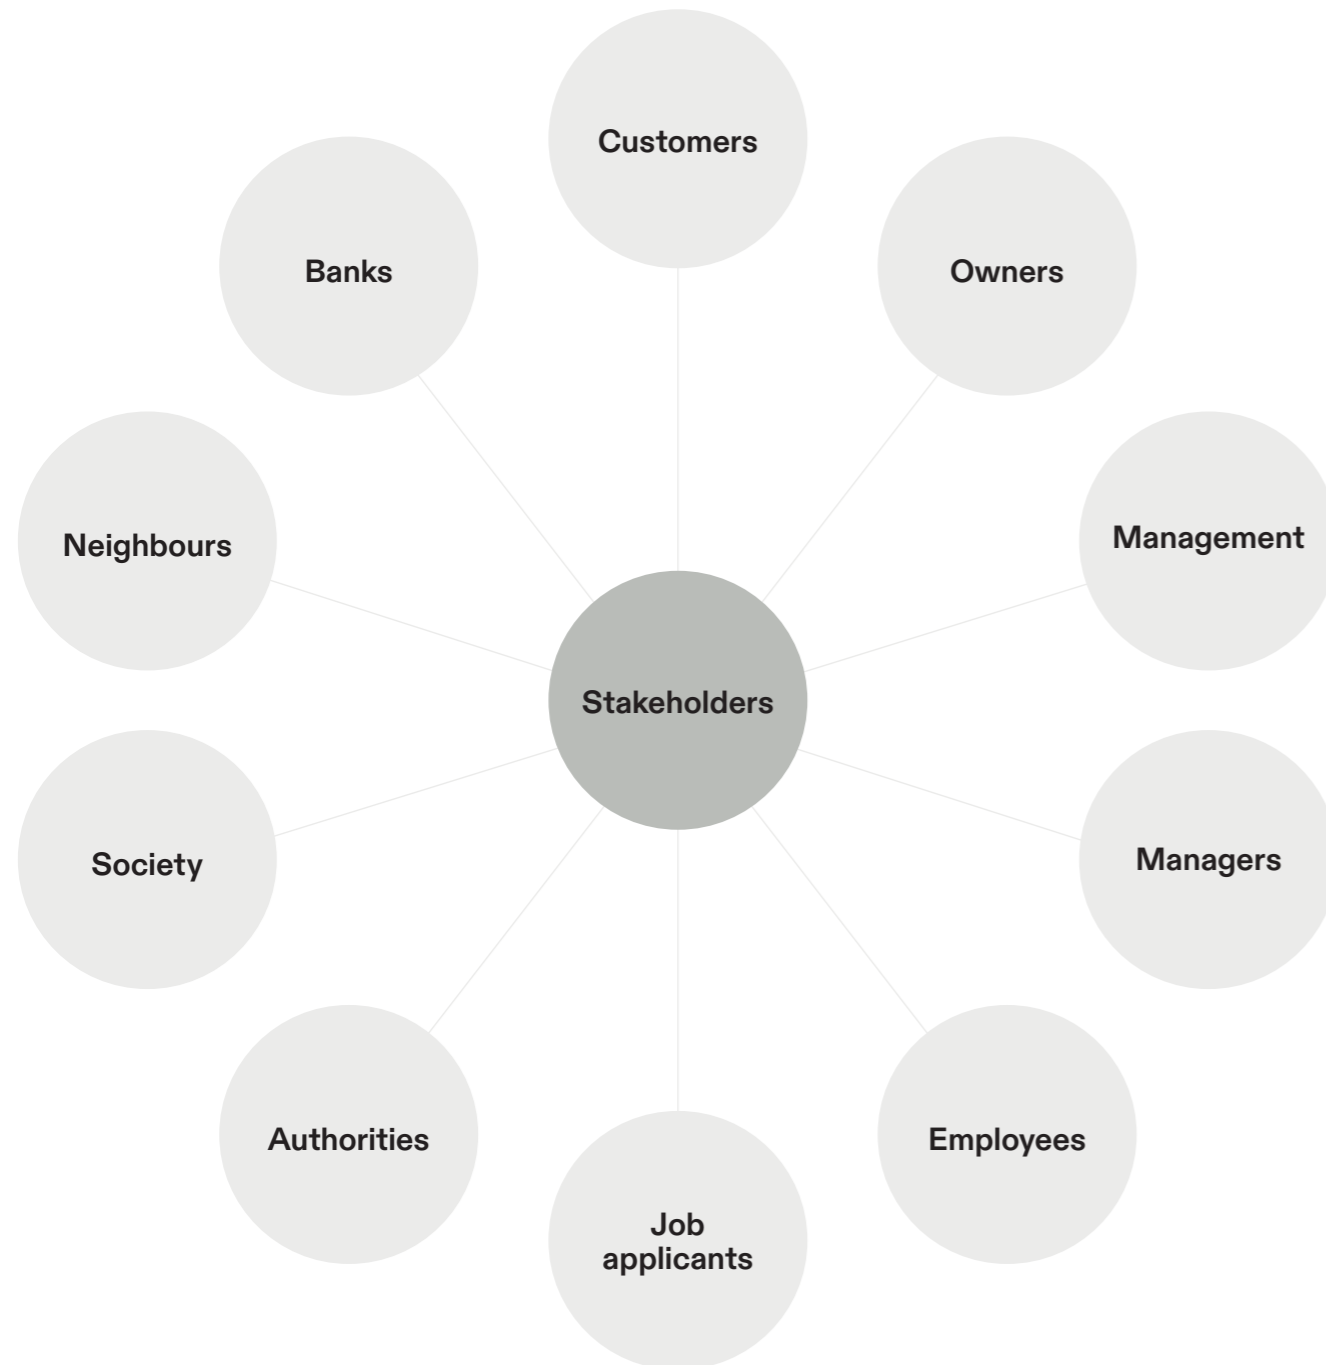 Customers
Banks
Owners
Neighbours
Management
Stakeholders
Society
Managers
Authorities
Employees
Job
applicants